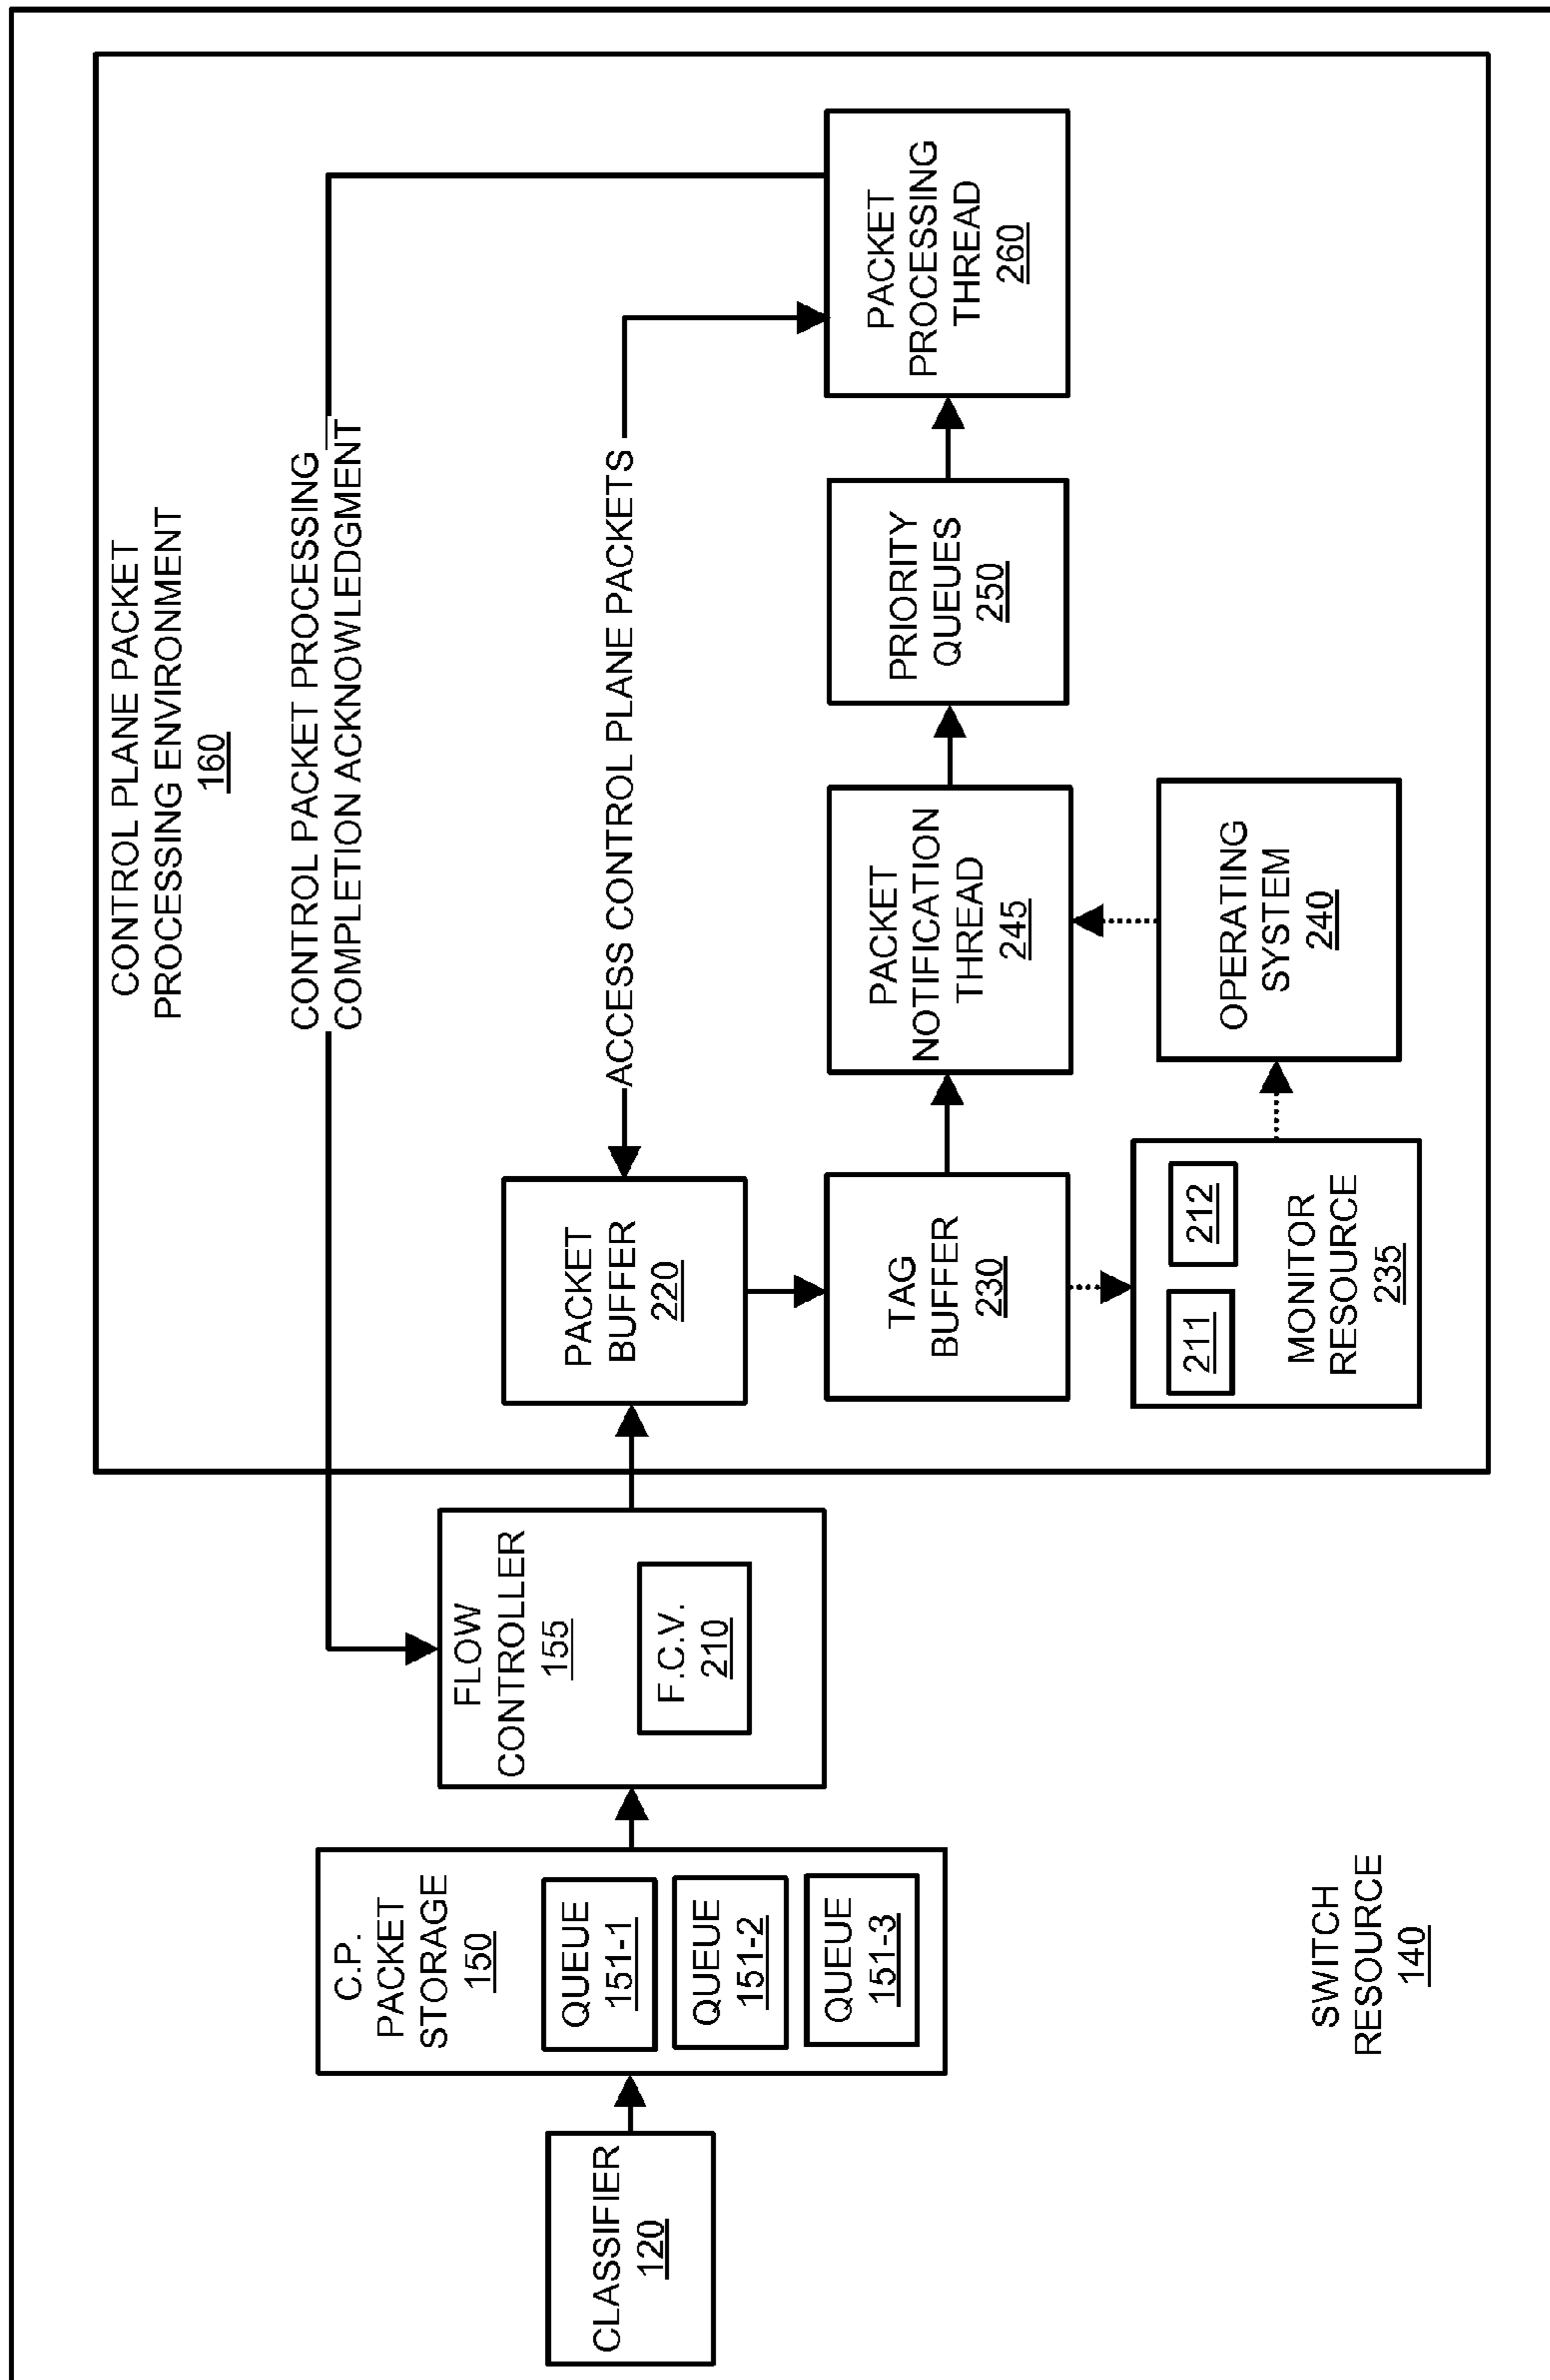 CONTROL PLANE PACKET
PROCESSING ENVIRONMENT
160
CONTROL PACKET PROCESSING
COMPLETION ACKNOWLEDGMENT
ACCESS CONTROL PLANE PACKETS
CLASSIFIER
120
C.P.
PACKET
STORAGE
150
QUEUE
151-1
QUEUE
151-2
QUEUE
151-3
FLOW
CONTROLLER
155
F.C.V.
210
PACKET
BUFFER
220
TAG
BUFFER
230
211
212
MONITOR
RESOURCE
235
PACKET
NOTIFICATION
THREAD
245
OPERATING
SYSTEM
240
PRIORITY
QUEUES
250
PACKET
PROCESSING
THREAD
260
SWITCH
RESOURCE
140